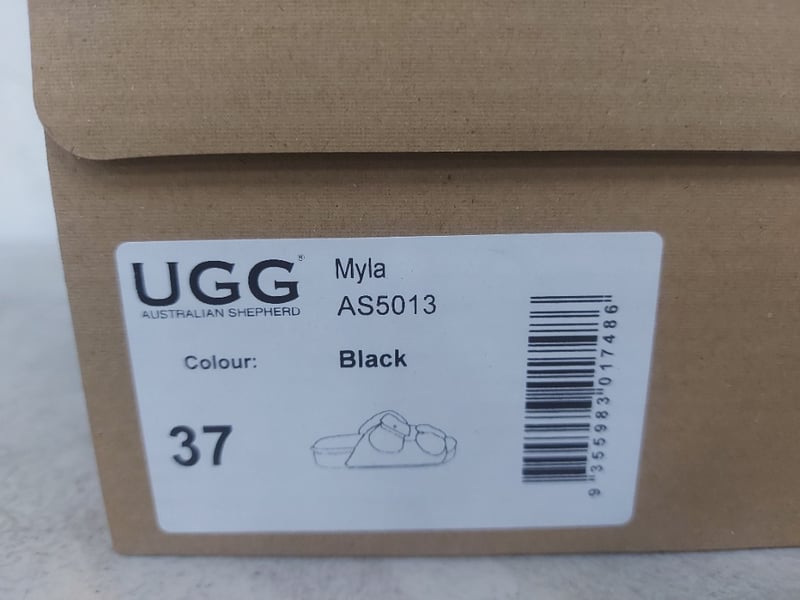 UGG®
AUSTRALIAN SHEPHERD
Myla
AS5013
Colour: Black
37
9 355983 017486